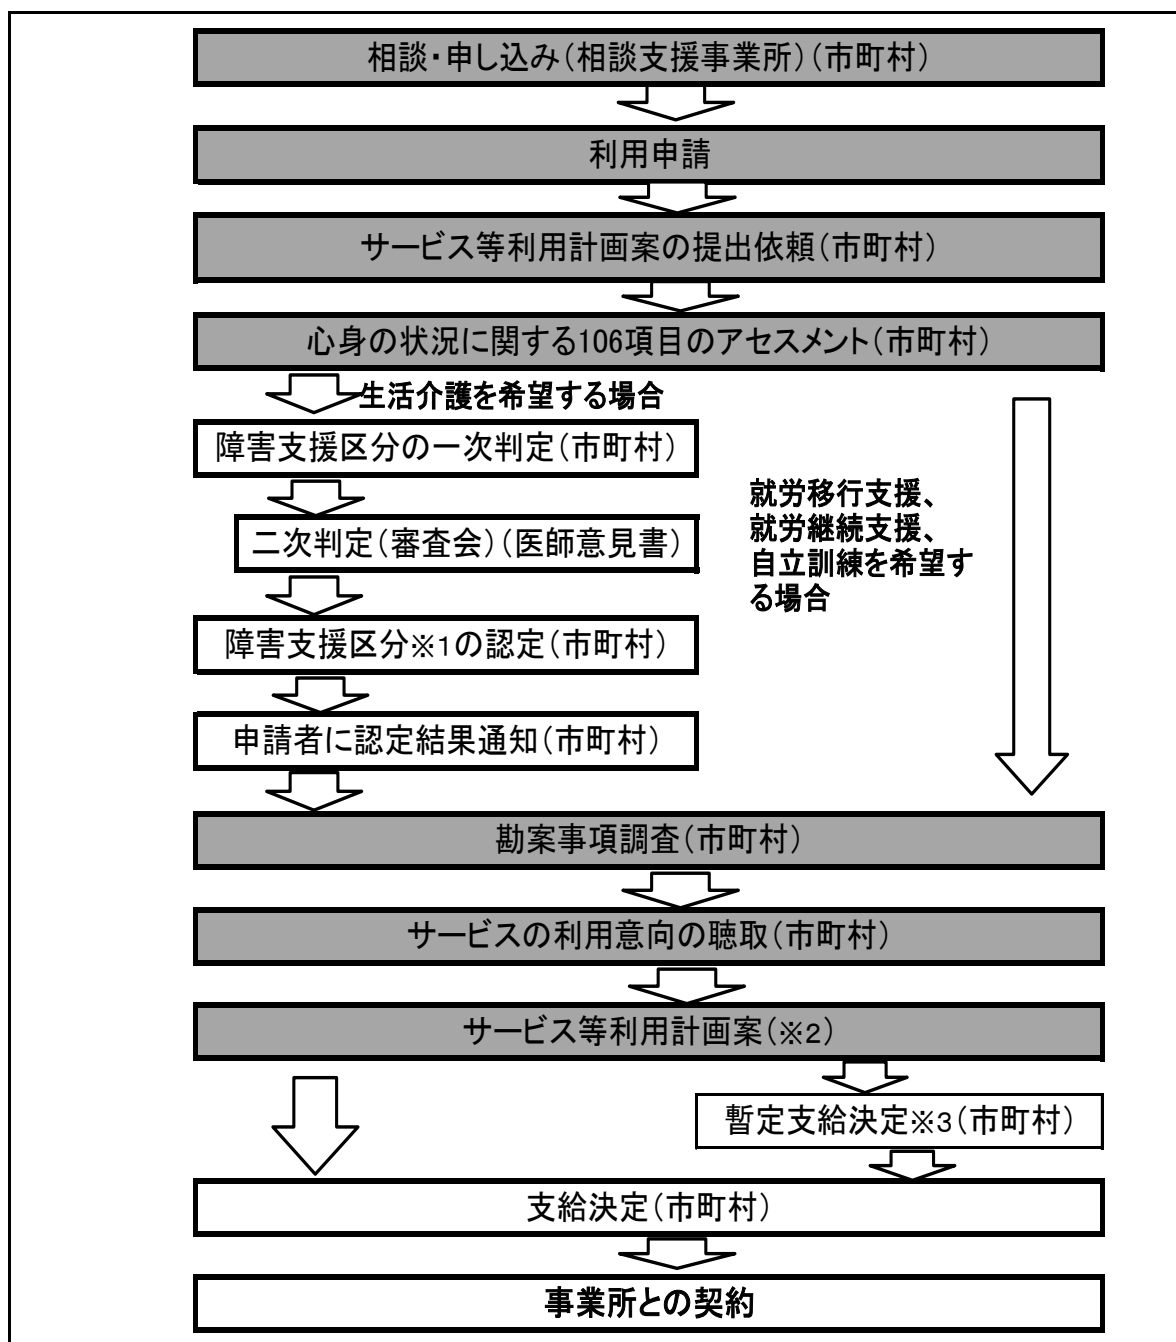 相談・申し込み(相談支援事業所)(市町村)
利用申請
サービス等利用計画案の提出依頼(市町村)
心身の状況に関する106項目のアセスメント(市町村)
生活介護を希望する場合
障害支援区分の一次判定(市町村)
二次判定(審査会)(医師意見書)
障害支援区分※1の認定(市町村)
申請者に認定結果通知(市町村)
就労移行支援、
就労継続支援、
自立訓練を希望す
る場合
勘案事項調査(市町村)
サービスの利用意向の聴取(市町村)
サービス等利用計画案(※2)
暫定支給決定※3(市町村)
支給決定(市町村)
事業所との契約